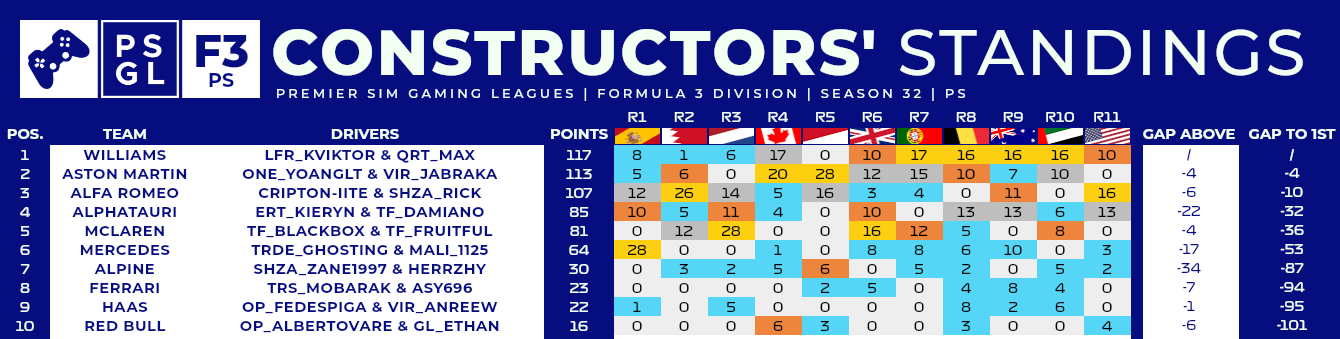 PS
GL
F3
PS
CONSTRUCTORS' STANDINGS
PREMIER SIM GAMING LEAGUES | FORMULA 3 DIVISION | SEASON 32 | PS
R1 R2 R3 R4 R5 R6 R7 R8 R9 R10 R11
POS. TEAM DRIVERS POINTS GAP ABOVE GAP TO 1ST
1 WILLIAMS LFR_KVIKTOR & QRT_MAX 117 8 1 6 17 0 10 17 16 16 16 10 / /
2 ASTON MARTIN ONE_YOANGLT & VIR_JABRAKA 113 5 6 0 20 28 12 15 10 7 10 0 -4 -4
3 ALFA ROMEO CRIPTON-IITE & SHZA_RICK 107 12 26 14 5 16 3 4 0 11 0 16 -6 -10
4 ALPHATAURI ERT_KIERYN & TF_DAMIANO 85 10 5 11 4 0 10 0 13 13 6 13 -22 -32
5 MCLAREN TF_BLACKBOX & TF_FRUITFUL 81 0 12 28 0 0 16 12 5 0 8 0 -4 -36
6 MERCEDES TRDE_GHOSTING & MALI_1125 64 28 0 0 1 0 8 8 6 10 0 3 -17 -53
7 ALPINE SHZA_ZANE1997 & HERRZHY 30 0 3 2 5 6 0 5 2 0 5 2 -34 -87
8 FERRARI TRS_MOBARAK & ASY696 23 0 0 0 0 2 5 0 4 8 4 0 -7 -94
9 HAAS OP_FEDESPIGA & VIR_ANREEW 22 1 0 5 0 0 0 0 8 2 6 0 -1 -95
10 RED BULL OP_ALBERTOVARE & GL_ETHAN 16 0 0 0 6 3 0 0 3 0 0 4 -6 -101